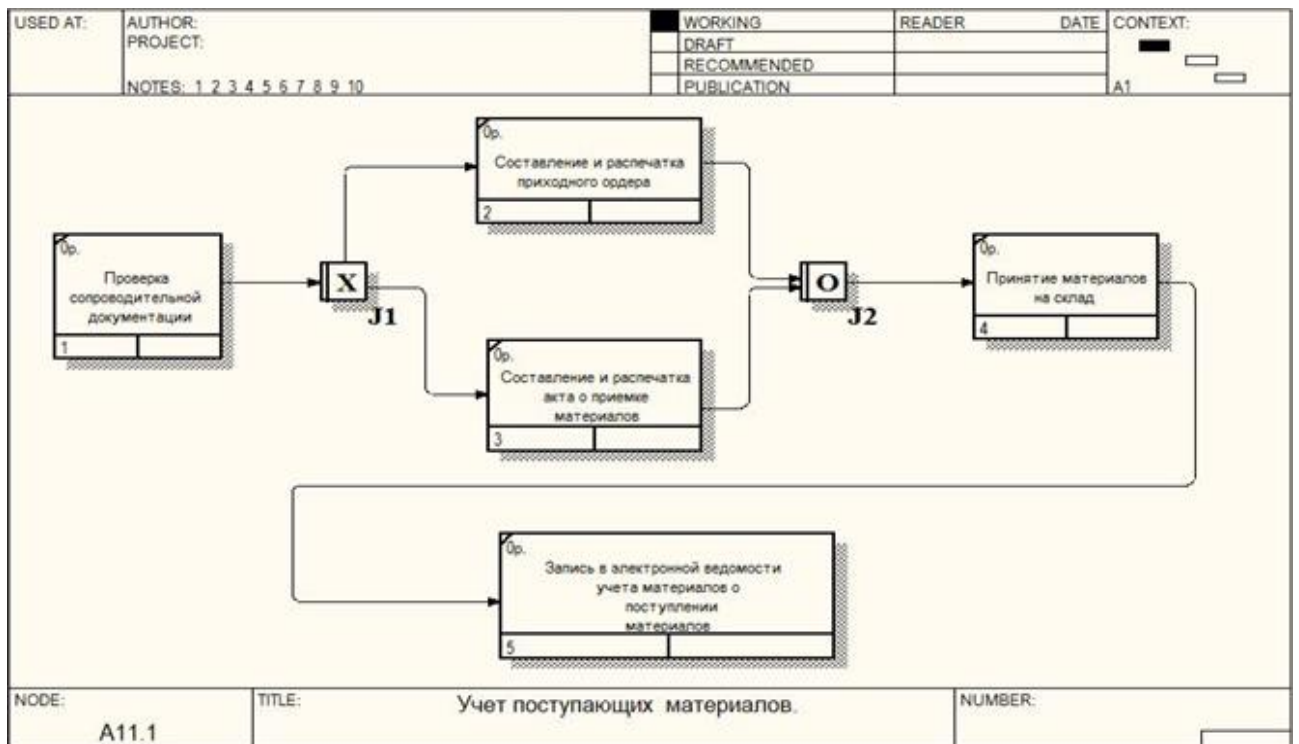 USED AT:
AUTHOR:
PROJECT:
NOTES: 1 2 3 4 5 6 7 8 9 10
WORKING
DRAFT
RECOMMENDED
PUBLICATION
READER DATE
CONTEXT:
A1
0р.
Проверка
сопроводительной
документации
1
X
J1
0р.
Составление и распечатка
приходного ордера
2
0р.
Составление и распечатка
акта о приемке
материалов
3
O
J2
0р.
Принятие материалов
на склад
4
0р.
Запись в электронной ведомости
учета материалов о
поступлении
материалов
5
NODE:
A11.1
TITLE:
Учет поступающих материалов.
NUMBER: